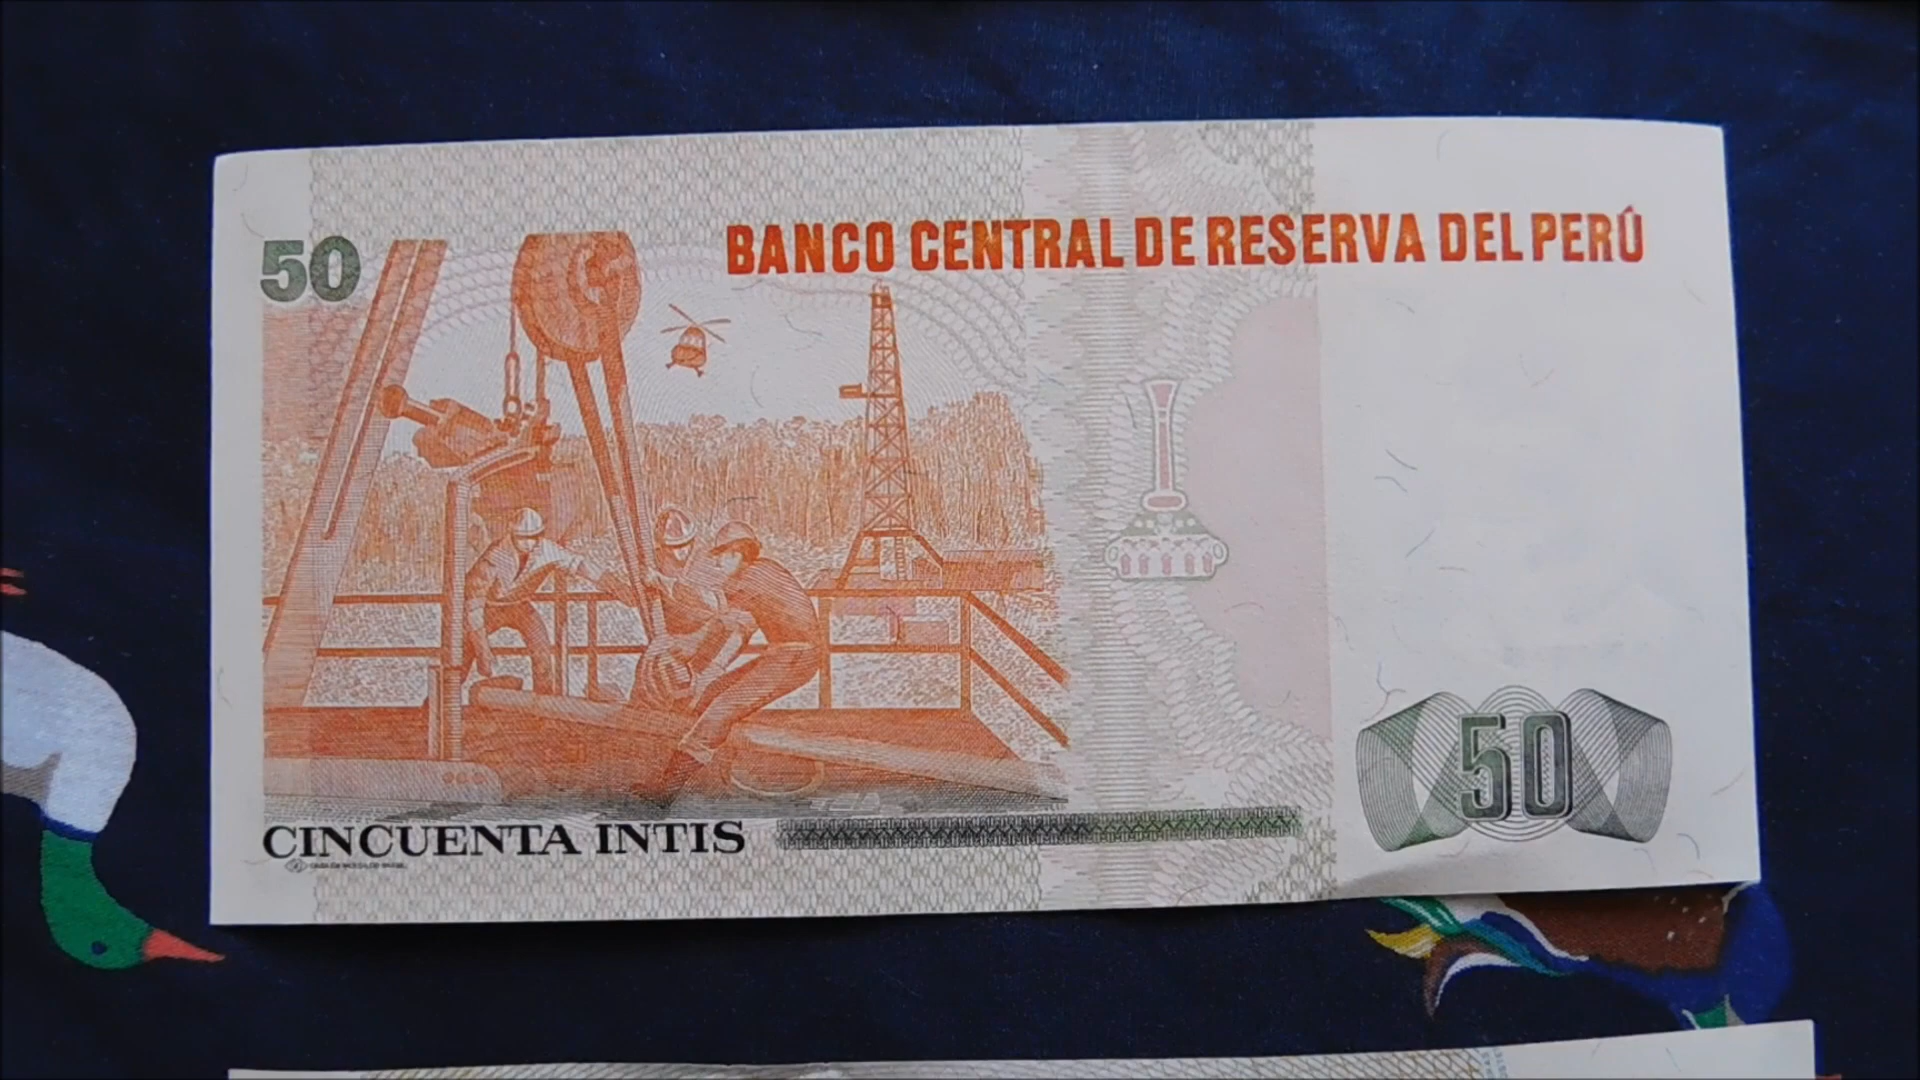 50
BANCO CENTRAL DE RESERVA DEL PERÚ
50
CINCUENTA INTIS